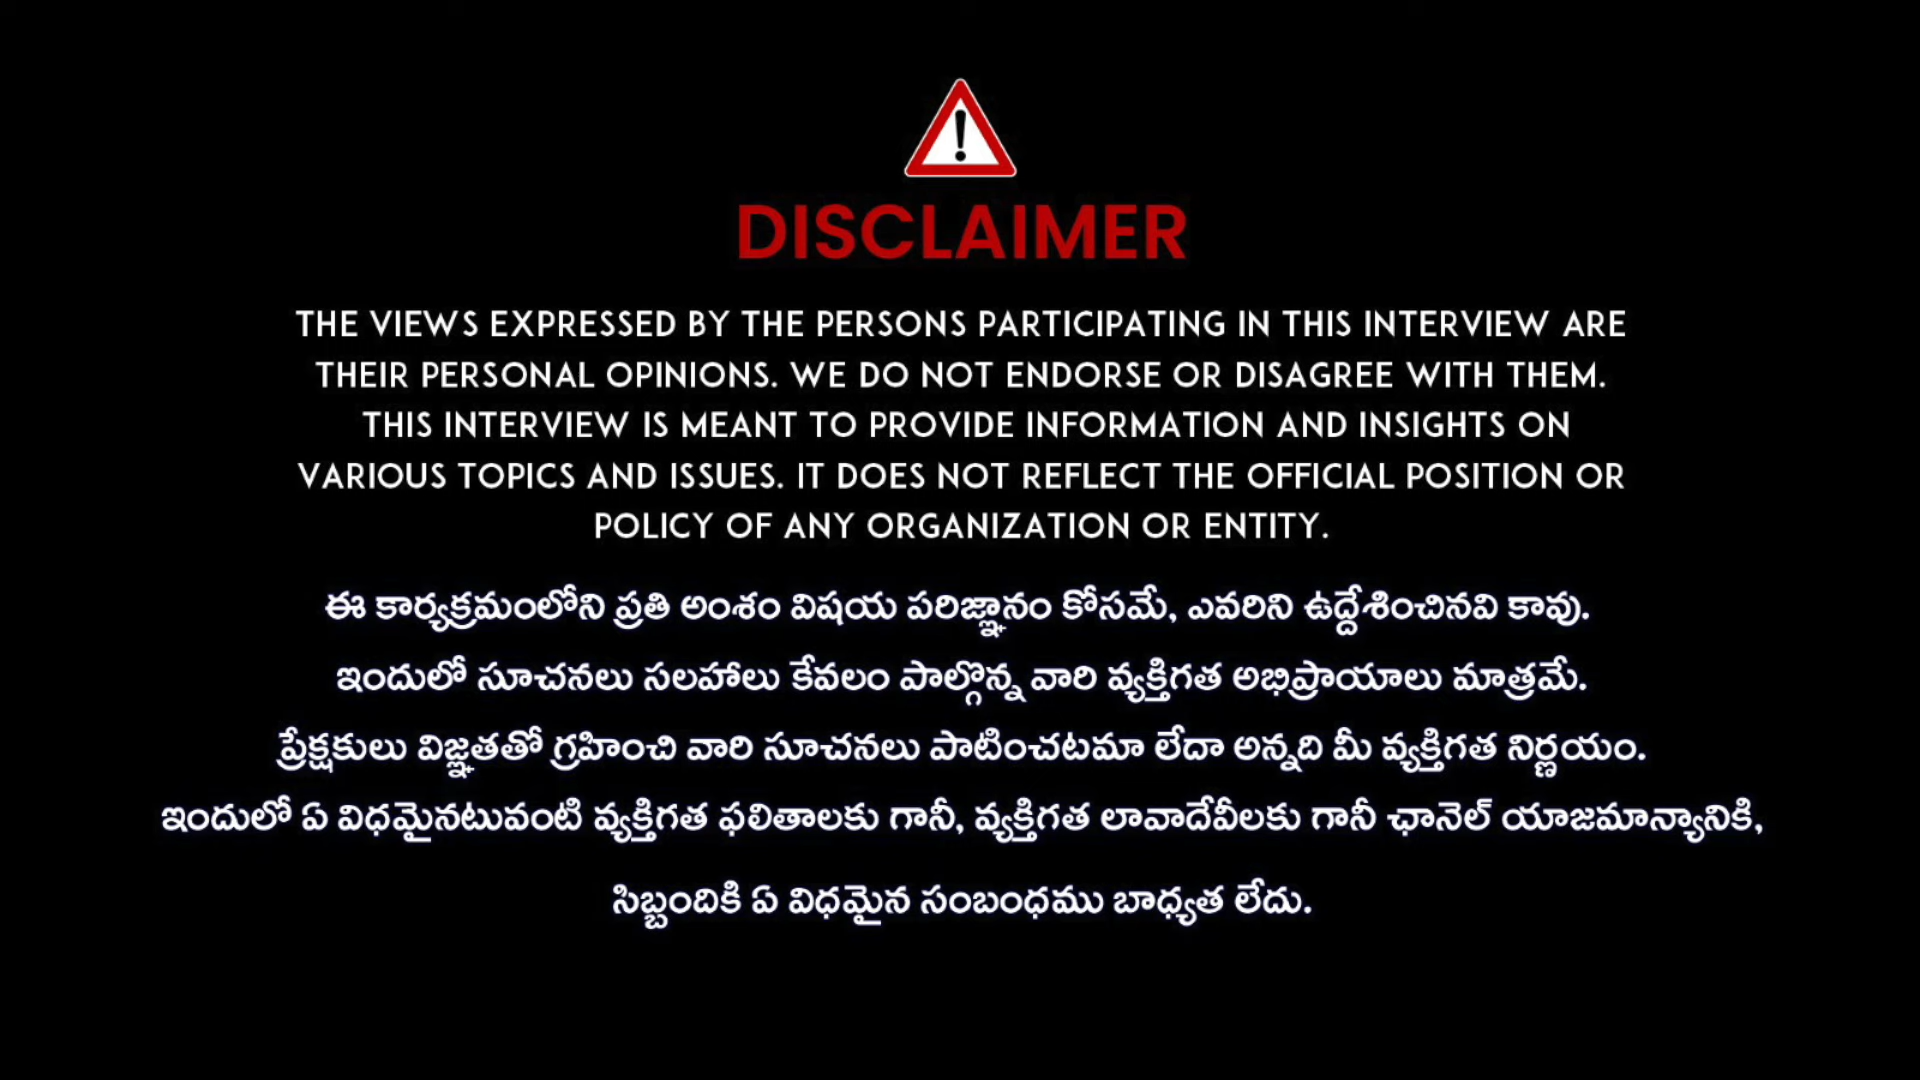 DISCLAIMER
THE VIEWS EXPRESSED BY THE PERSONS PARTICIPATING IN THIS INTERVIEW ARE
THEIR PERSONAL OPINIONS. WE DO NOT ENDORSE OR DISAGREE WITH THEM.
THIS INTERVIEW IS MEANT TO PROVIDE INFORMATION AND INSIGHTS ON
VARIOUS TOPICS AND ISSUES. IT DOES NOT REFLECT THE OFFICIAL POSITION OR
POLICY OF ANY ORGANIZATION OR ENTITY.
ఈ కార్యక్రమంలోని ప్రతి అంశం విషయ పరిజ్ఞానం కోసమే, ఎవరిని ఉద్దేశించినవి కావు.
ఇందులో సూచనలు సలహాలు కేవలం పాల్గొన్న వారి వ్యక్తిగత అభిప్రాయాలు మాత్రమే.
ప్రేక్షకులు విజ్ఞతతో గ్రహించి వారి సూచనలు పాటించటమా లేదా అన్నది మీ వ్యక్తిగత నిర్ణయం.
ఇందులో ఏ విధమైనటువంటి వ్యక్తిగత ఫలితాలకు గానీ, వ్యక్తిగత లావాదేవీలకు గానీ ఛానెల్ యాజమాన్యానికి,
సిబ్బందికి ఏ విధమైన సంబంధము బాధ్యత లేదు.